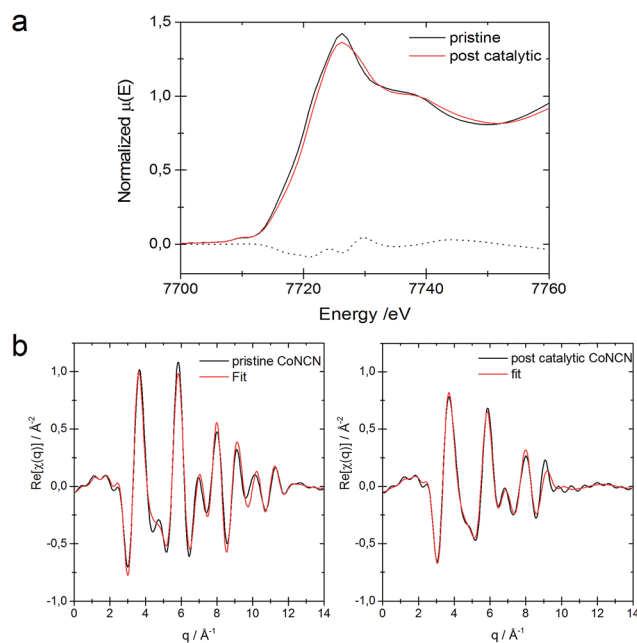 a
pristine
post catalytic
1,5
1,0
0,5
0,0
Normalized μ(E)
7700
7720
7740
7760
Energy /eV
b
pristine CoNCN
Fit
1,0
0,5
0,0
-0,5
-1,0
Re[χ(q)] / Å⁻²
0
2
4
6
8
10
12
14
q / Å⁻¹
post catalytic CoNCN
fit
1,0
0,5
0,0
-0,5
-1,0
Re[χ(q)] / Å⁻²
0
2
4
6
8
10
12
14
q / Å⁻¹